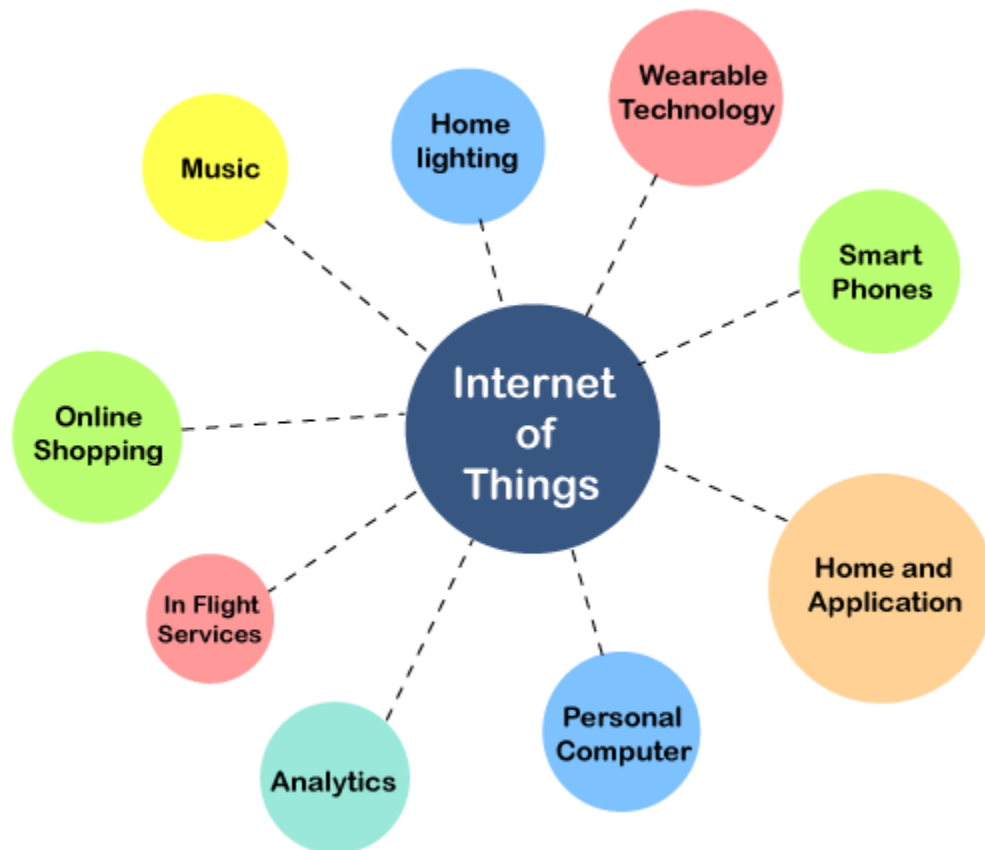 Wearable
Technology
Home
lighting
Music
Smart
Phones
Internet
of
Things
Online
Shopping
Home and
Application
In Flight
Services
Personal
Computer
Analytics